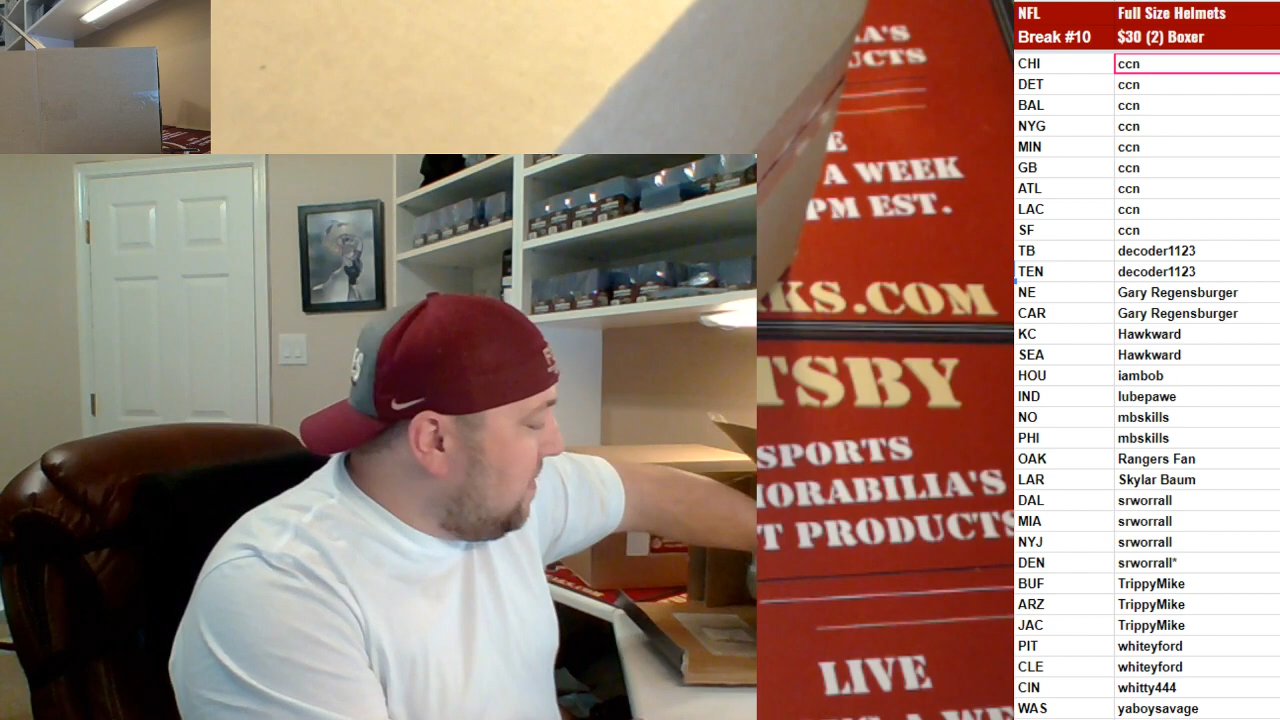 A'S
UCTS
E
A WEEK
PM EST.
KS.COM
TSBY
SPORTS
MORABILIA'S
T PRODUCTS
LIVE
NFL Full Size Helmets
Break #10 $30 (2) Boxer
CHI ccn
DET ccn
BAL ccn
NYG ccn
MIN ccn
GB ccn
ATL ccn
LAC ccn
SF ccn
TB decoder1123
TEN decoder1123
NE Gary Regensburger
CAR Gary Regensburger
KC Hawkward
SEA Hawkward
HOU iambob
IND lubepawe
NO mbskills
PHI mbskills
OAK Rangers Fan
LAR Skylar Baum
DAL srworrall
MIA srworrall
NYJ srworrall
DEN srworrall*
BUF TrippyMike
ARZ TrippyMike
JAC TrippyMike
PIT whiteyford
CLE whiteyford
CIN whitty444
WAS yaboysavage